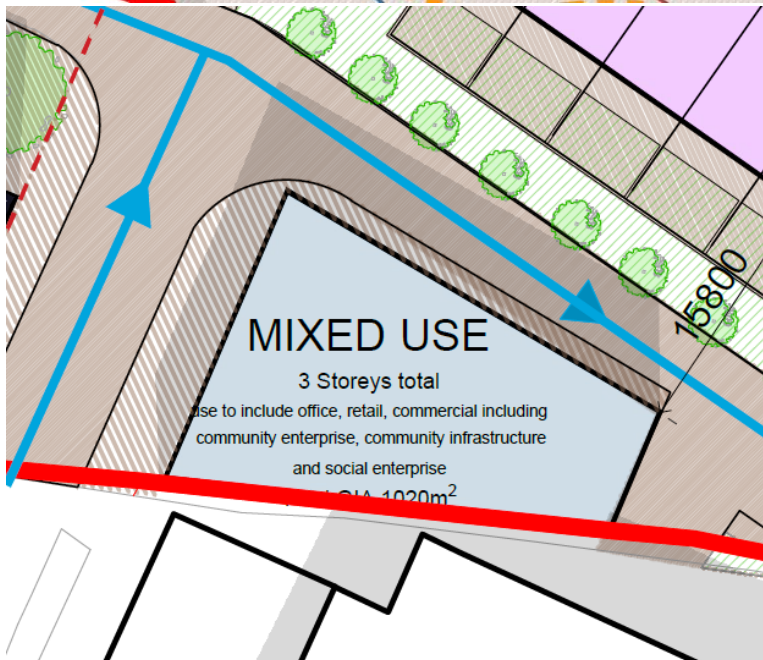 MIXED USE
3 Storeys total
use to include office, retail, commercial including
community enterprise, community infrastructure
and social enterprise
GIA 1020m²
15800